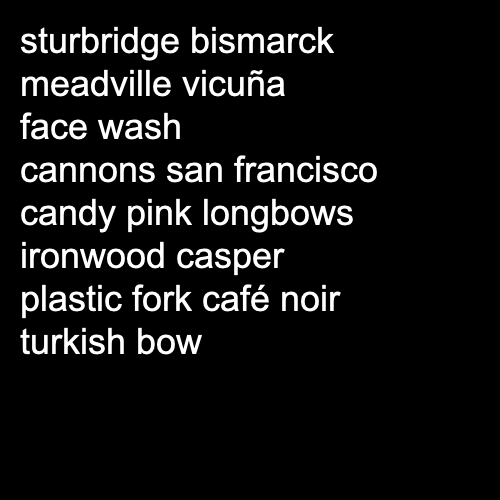 sturbridge bismarck
meadville vicuña
face wash
cannons san francisco
candy pink longbows
ironwood casper
plastic fork café noir
turkish bow